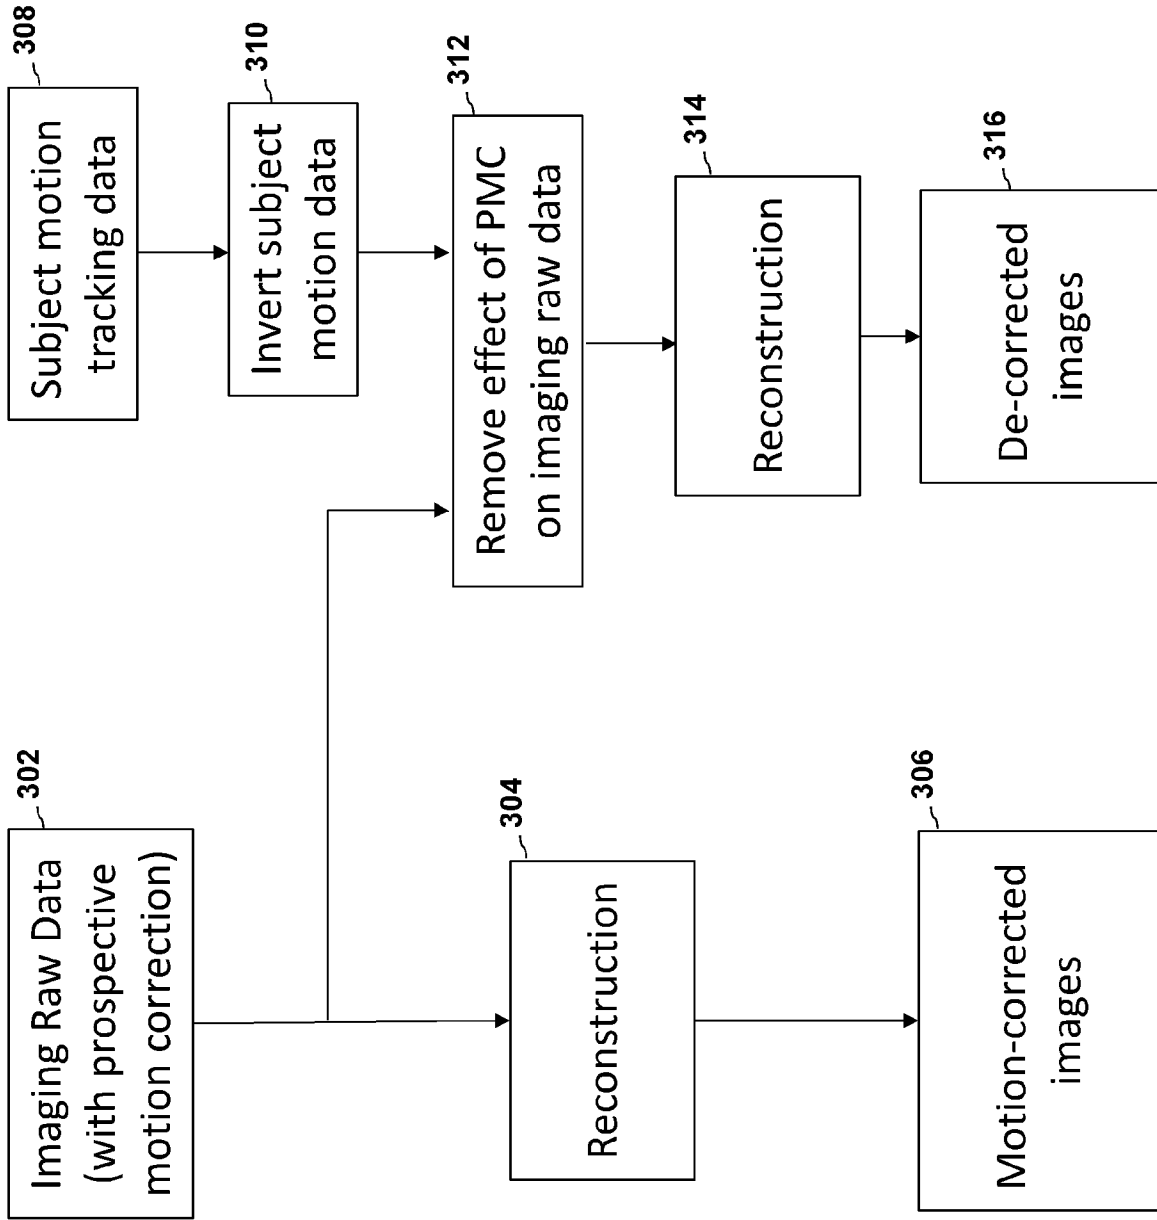 302
Imaging Raw Data
(with prospective
motion correction)
304
Reconstruction
306
Motion-corrected
images
308
Subject motion
tracking data
310
Invert subject
motion data
312
Remove effect of PMC
on imaging raw data
314
Reconstruction
316
De-corrected
images